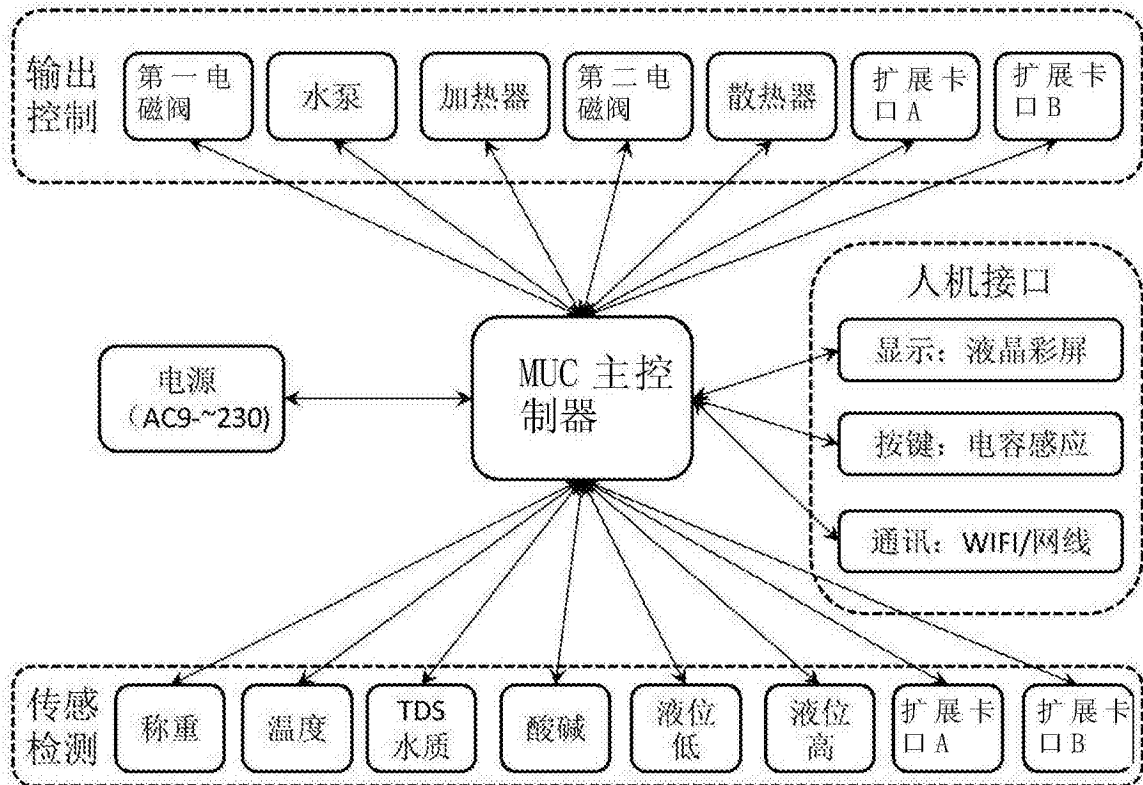 输出
控制
第一电
磁阀
水泵
加热器
第二电
磁阀
散热器
扩展卡
口A
扩展卡
口B
人机接口
显示：液晶彩屏
按键：电容感应
通讯：WIFI/网线
电源
（AC9-~230)
MUC 主控
制器
传感
检测
称重
温度
TDS
水质
酸碱
液位
低
液位
高
扩展卡
口A
扩展卡
口B